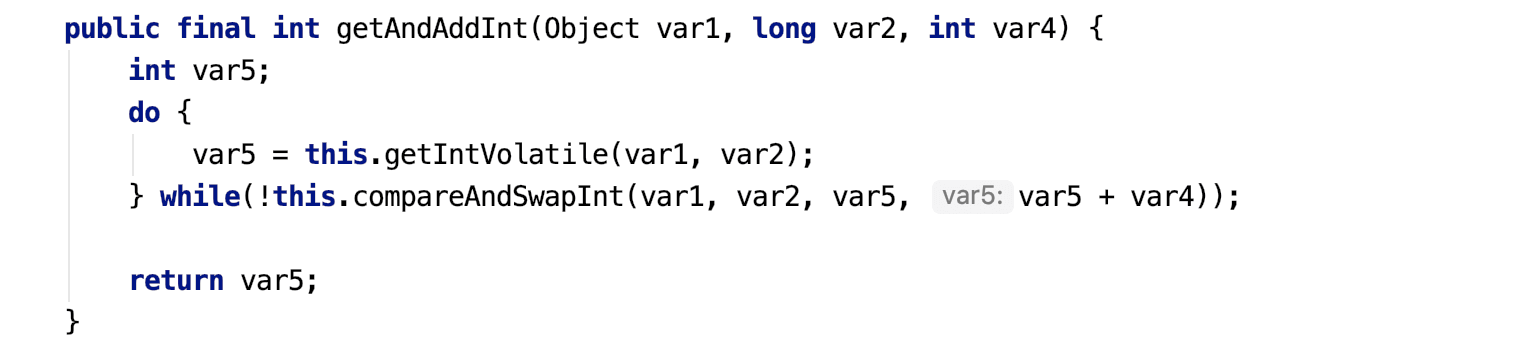 public final int getAndAddInt(Object var1, long var2, int var4) {
int var5;
do {
var5 = this.getIntVolatile(var1, var2);
} while(!this.compareAndSwapInt(var1, var2, var5, var5: var5 + var4));
return var5;
}